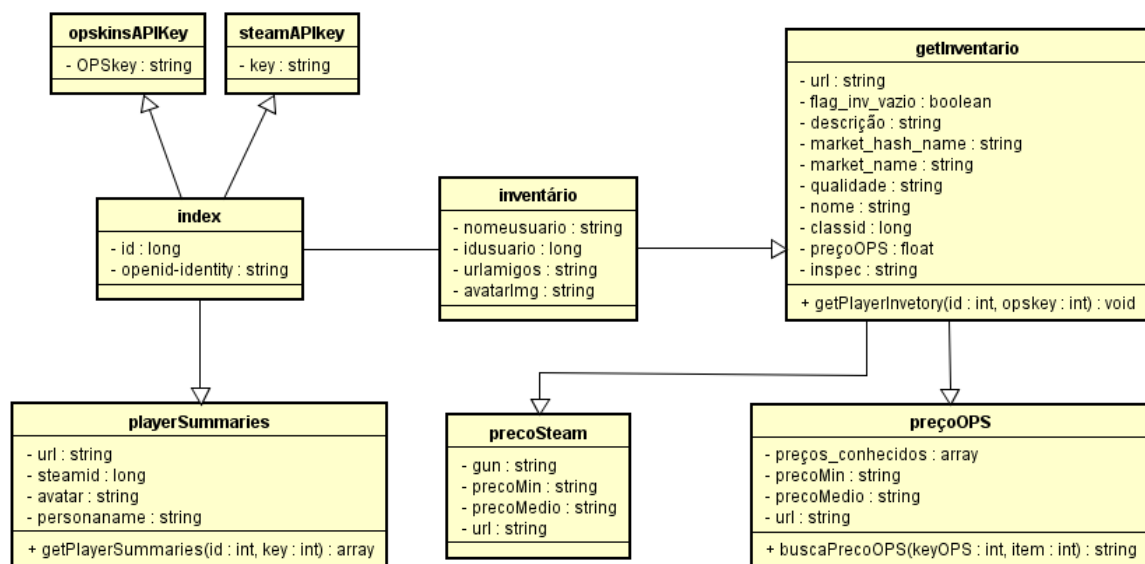 opskinsAPIKey
- OPSkey : string
steamAPIkey
- key : string
getInventario
- url : string
- flag_inv_vazio : boolean
- descrição : string
- market_hash_name : string
- market_name : string
- qualidade : string
- nome : string
- classid : long
- preçoOPS : float
- inspec : string
+ getPlayerInvetory(id : int, opskey : int) : void
index
- id : long
- openid-identity : string
inventário
- nomeusuario : string
- idusuario : long
- urlamigos : string
- avatarImg : string
playerSummaries
- url : string
- steamid : long
- avatar : string
- personaname : string
+ getPlayerSummaries(id : int, key : int) : array
precoSteam
- gun : string
- precoMin : string
- precoMedio : string
- url : string
preçoOPS
- preços_conhecidos : array
- precoMin : string
- precoMedio : string
- url : string
+ buscaPrecoOPS(keyOPS : int, item : int) : string